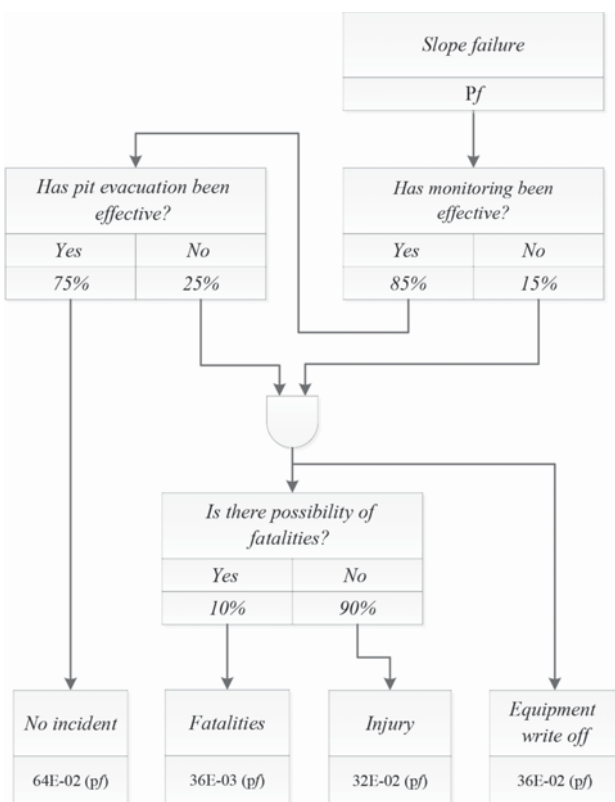 Slope failure
Pf
Has pit evacuation been
effective?
Yes No
75% 25%
Has monitoring been
effective?
Yes No
85% 15%
Is there possibility of
fatalities?
Yes No
10% 90%
No incident
64E-02 (pf)
Fatalities
36E-03 (pf)
Injury
32E-02 (pf)
Equipment
write off
36E-02 (pf)